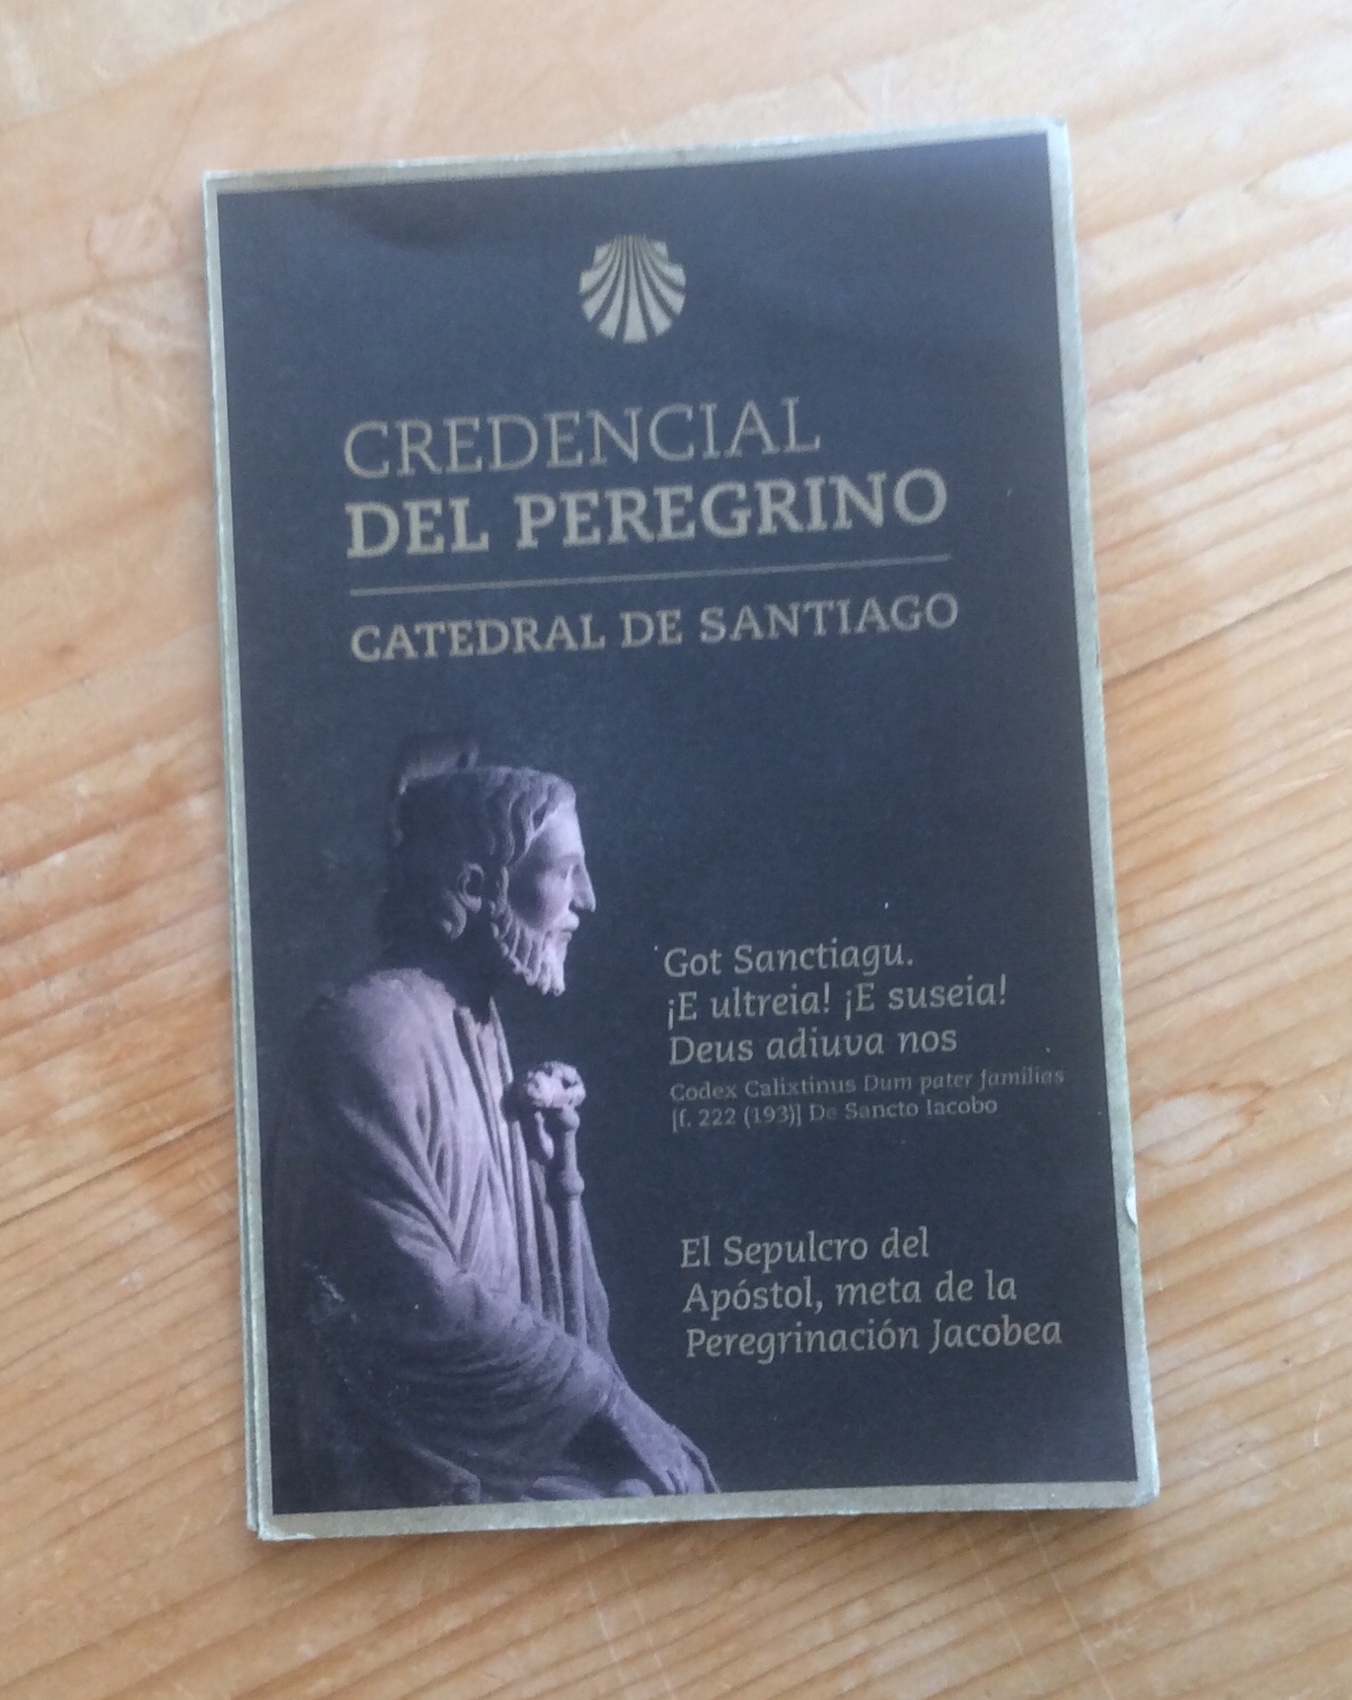 CREDENCIAL
DEL PEREGRINO
CATEDRAL DE SANTIAGO
Got Sanctiagu.
¡E ultreia! ¡E suseia!
Deus adiuva nos
Codex Calixtinus Dum pater familias
[f. 222 (193)] De Sancto Iacobo
El Sepulcro del
Apóstol, meta de la
Peregrinación Jacobea